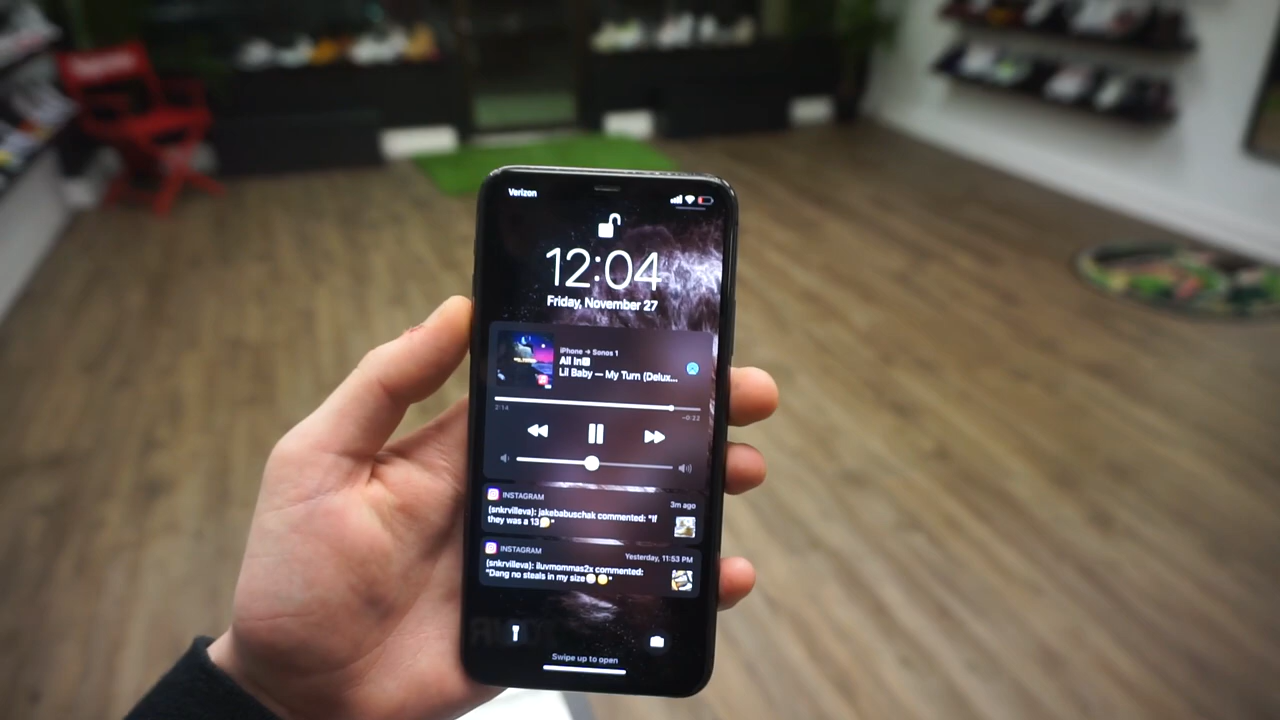 Verizon
12:04
Friday, November 27
iPhone → Sonos 1
All In🅴
Lil Baby — My Turn (Delux...
2:14
-0:22
INSTAGRAM
3m ago
(snkrvilleva): jakebabuschak commented: "If
they was a 13🤔"
INSTAGRAM
Yesterday, 11:53 PM
(snkrvilleva): iluvmommas2x commented:
"Dang no steals in my size
Swipe up to open